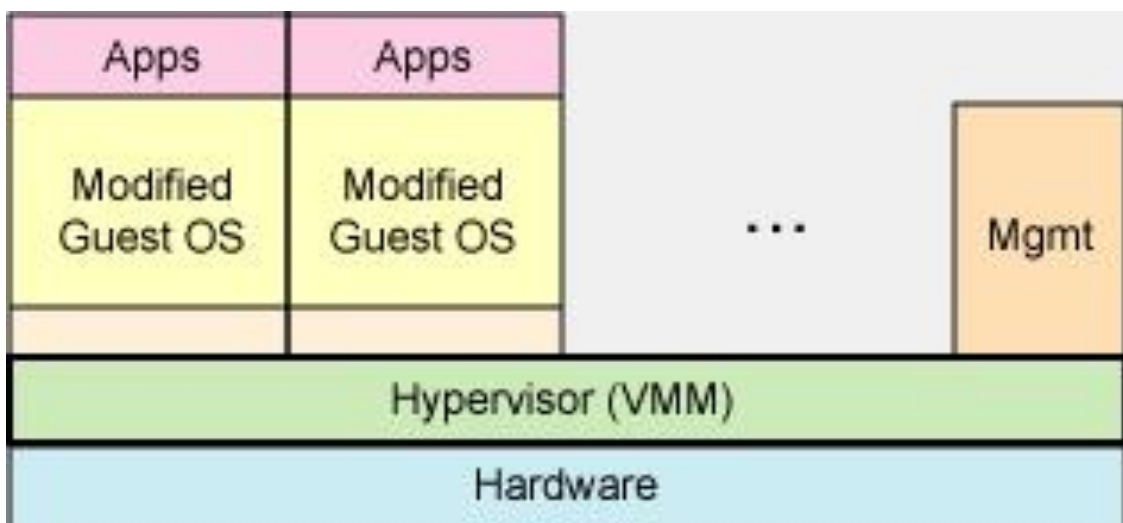 Apps
Apps
Modified
Guest OS
Modified
Guest OS
...
Mgmt
Hypervisor (VMM)
Hardware